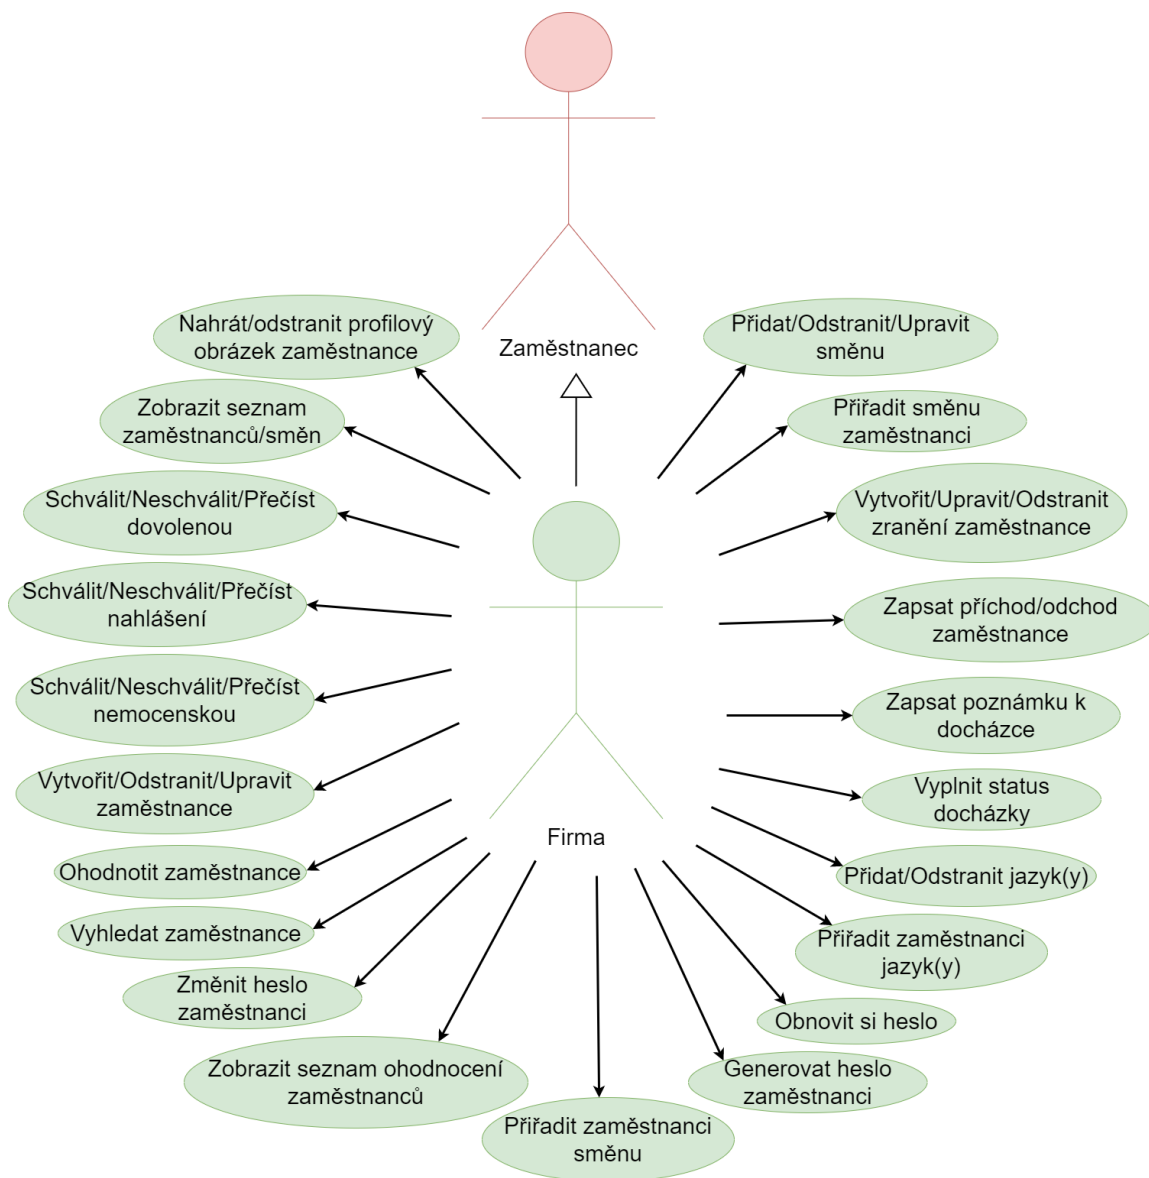 Zaměstnanec
Nahrát/odstranit profilový
obrázek zaměstnance
Zobrazit seznam
zaměstnanců/směn
Schválit/Neschválit/Přečíst
dovolenou
Schválit/Neschválit/Přečíst
nahlášení
Schválit/Neschválit/Přečíst
nemocenskou
Vytvořit/Odstranit/Upravit
zaměstnance
Ohodnotit zaměstnance
Vyhledat zaměstnance
Změnit heslo
zaměstnanci
Zobrazit seznam ohodnocení
zaměstnanců
Firma
Přidat/Odstranit/Upravit
směnu
Přiřadit směnu
zaměstnanci
Vytvořit/Upravit/Odstranit
zranění zaměstnance
Zapsat příchod/odchod
zaměstnance
Zapsat poznámku k
docházce
Vyplnit status
docházky
Přidat/Odstranit jazyk(y)
Přiřadit zaměstnanci
jazyk(y)
Obnovit si heslo
Generovat heslo
zaměstnanci
Přiřadit zaměstnanci
směnu